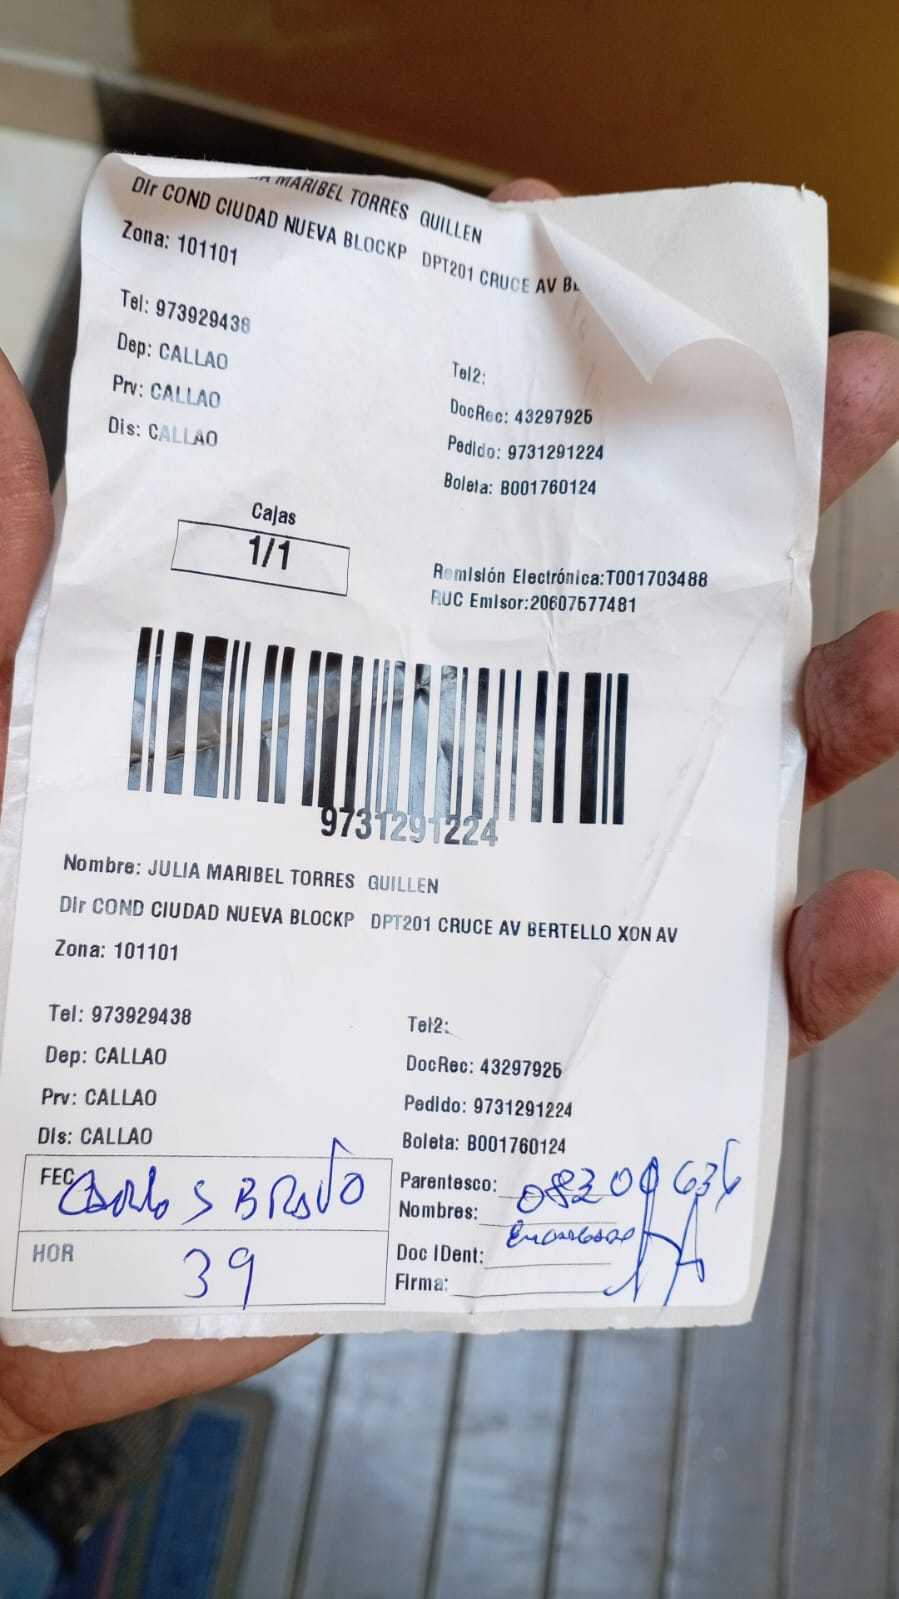 MARIBEL TORRES GUILLEN
Dir COND CIUDAD NUEVA BLOCKP DPT201 CRUCE AV
Zona: 101101
Tel: 973929438
Tel2:
Dep: CALLAO
DocRec: 43297925
Prv: CALLAO
Pedido: 9731291224
Dis: CALLAO
Boleta: B001760124
Cajas
1/1
Remisión Electrónica:T001703488
RUC Emisor:20607577481
9731291224
Nombre: JULIA MARIBEL TORRES GUILLEN
Dir COND CIUDAD NUEVA BLOCKP DPT201 CRUCE AV BERTELLO XON AV
Zona: 101101
Tel: 973929438
Tel2:
Dep: CALLAO
DocRec: 43297925
Prv: CALLAO
Pedido: 9731291224
Dis: CALLAO
Boleta: B001760124
FEC Carlos BRAVO
Parentesco:
Nombres:
HOR 39
Doc IDent:
Firma: